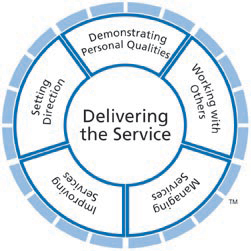 Demonstrating
Personal Qualities
Working with
Others
Managing
Services
Improving
Services
Setting
Direction
Delivering
the Service
TM